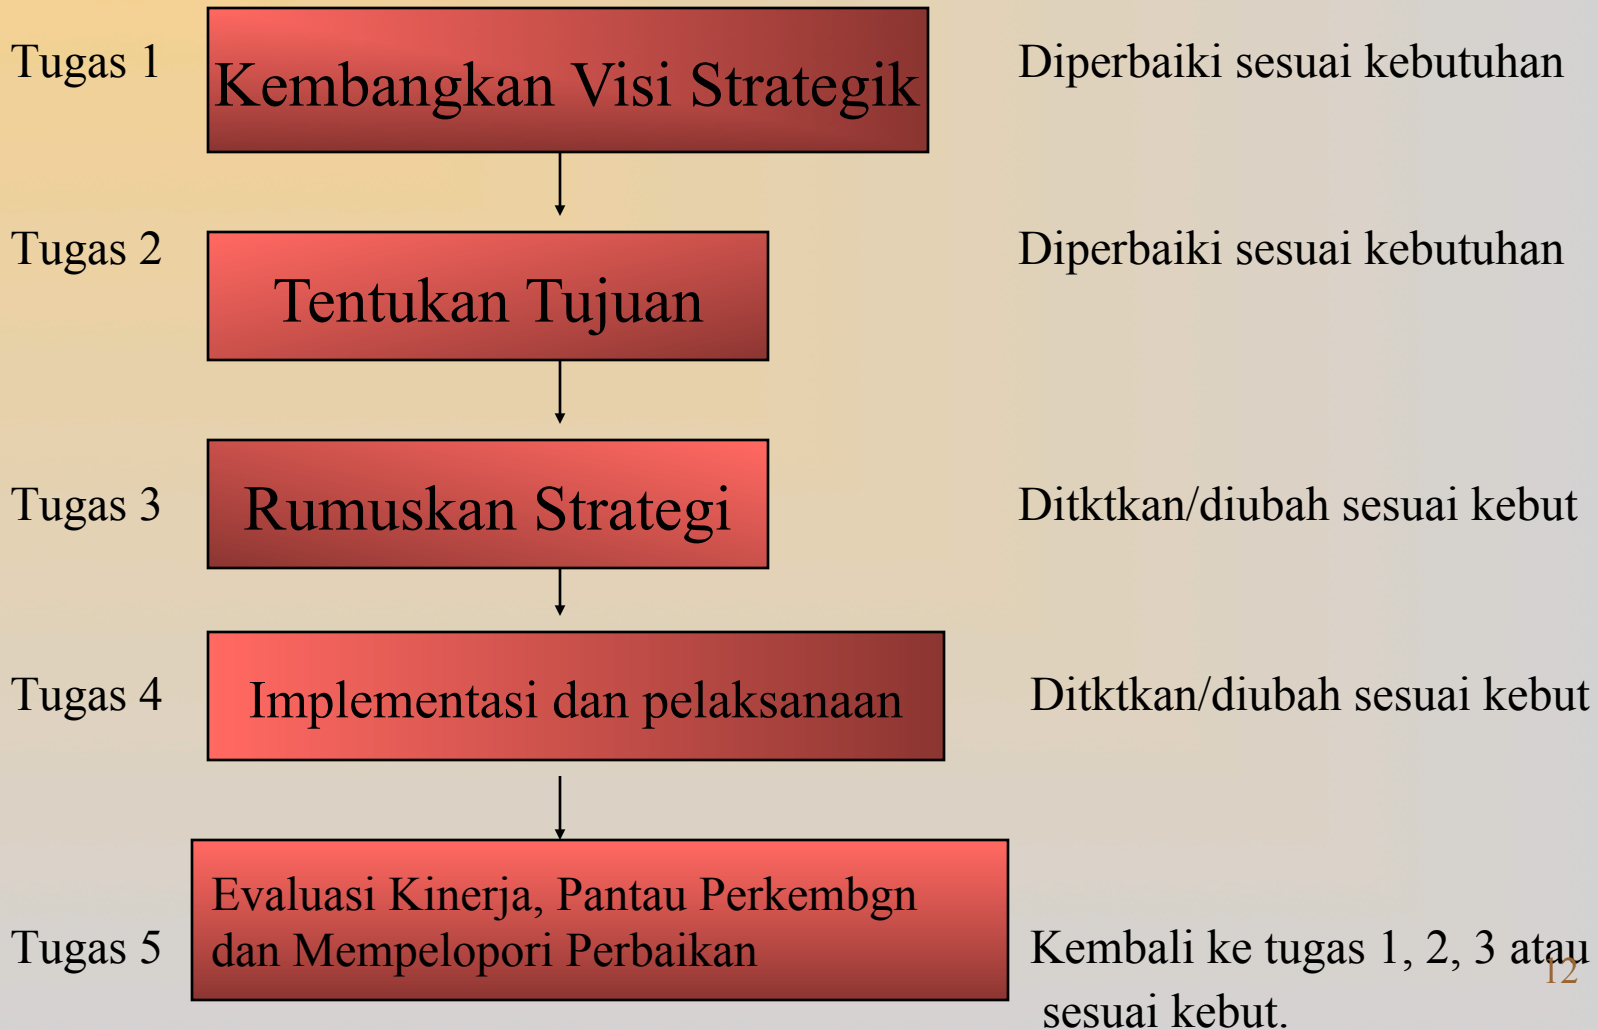 Tugas 1
Kembangkan Visi Strategik
Diperbaiki sesuai kebutuhan
Tugas 2
Tentukan Tujuan
Diperbaiki sesuai kebutuhan
Tugas 3
Rumuskan Strategi
Ditktkan/diubah sesuai kebut
Tugas 4
Implementasi dan pelaksanaan
Ditktkan/diubah sesuai kebut
Tugas 5
Evaluasi Kinerja, Pantau Perkembgn
dan Mempelopori Perbaikan
Kembali ke tugas 1, 2, 3 atau
sesuai kebut.
12